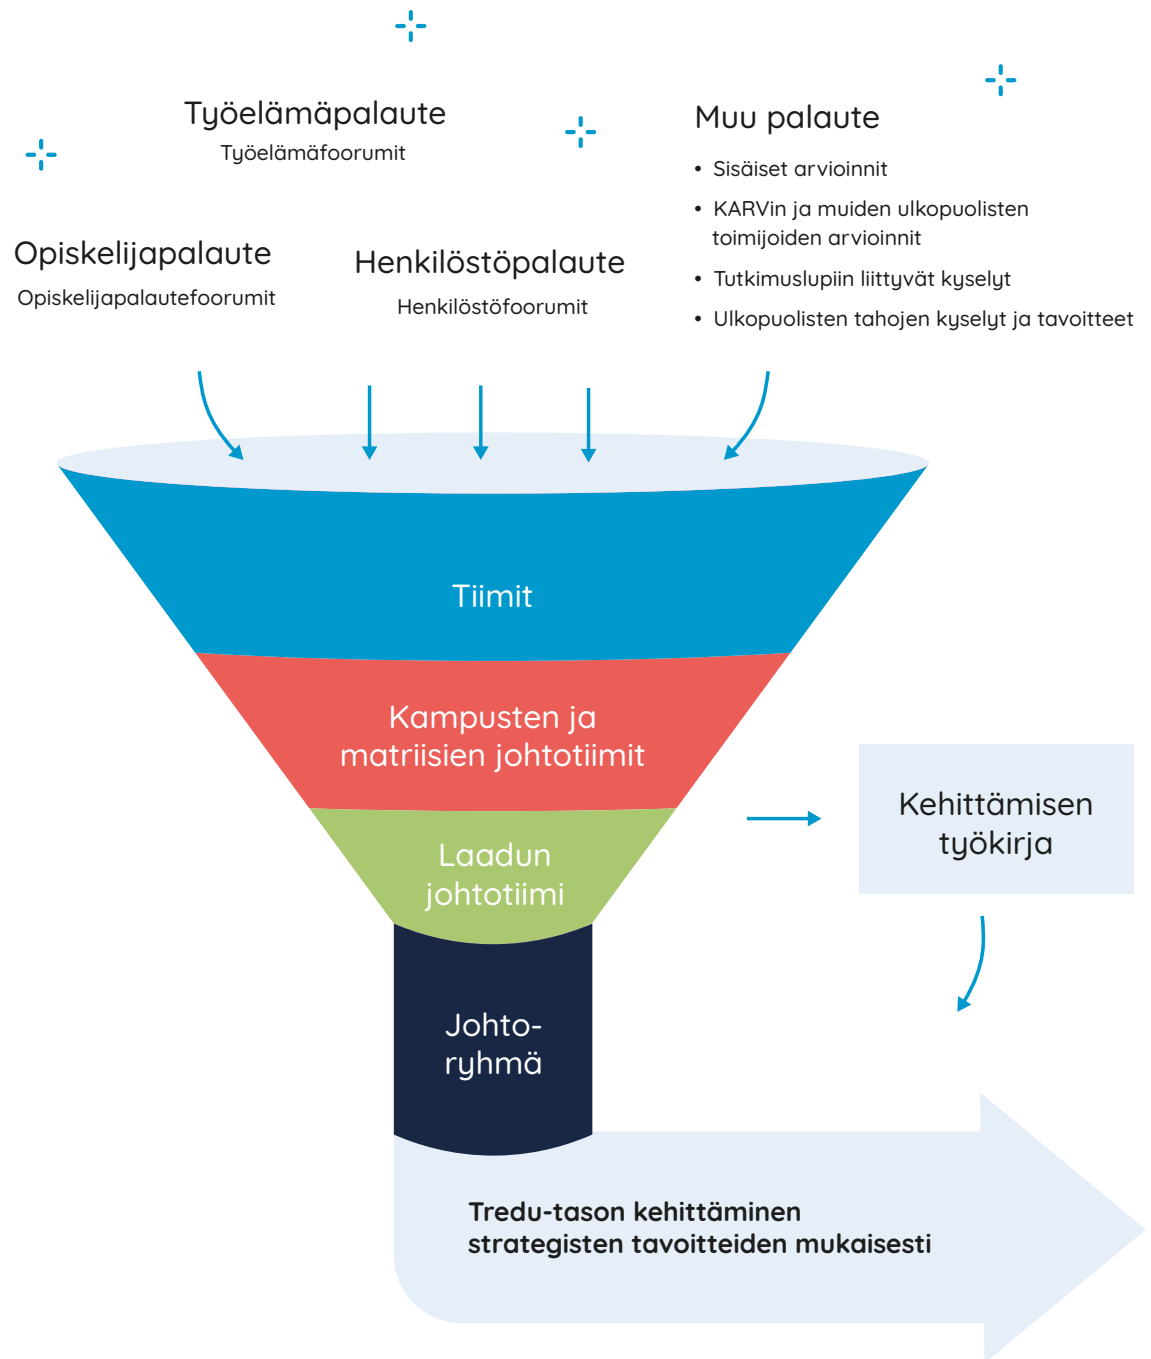 Työelämäpalaute
Työelämäfoorumit
Muu palaute
• Sisäiset arvioinnit
• KARVin ja muiden ulkopuolisten
toimijoiden arvioinnit
• Tutkimuslupiin liittyvät kyselyt
• Ulkopuolisten tahojen kyselyt ja tavoitteet
Opiskelijapalaute
Opiskelijapalautefoorumit
Henkilöstöpalaute
Henkilöstöfoorumit
Tiimit
Kampusten ja
matriisien johtotiimit
Laadun
johtotiimi
Kehittämisen
työkirja
Johto-
ryhmä
Tredu-tason kehittäminen
strategisten tavoitteiden mukaisesti